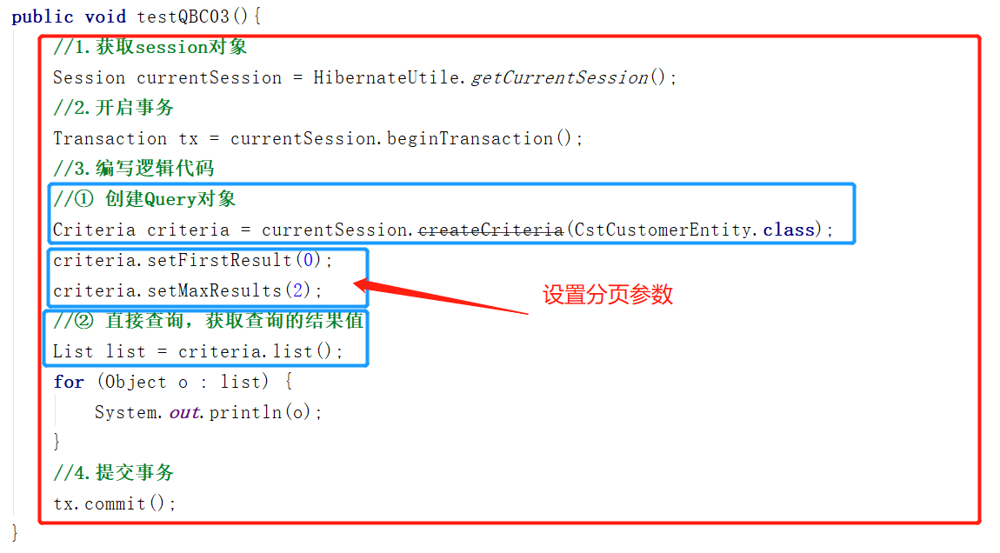 public void testQBC03(){
//1.获取session对象
Session currentSession = HibernateUtile.getCurrentSession();
//2.开启事务
Transaction tx = currentSession.beginTransaction();
//3.编写逻辑代码
//① 创建Query对象
Criteria criteria = currentSession.createCriteria(CstCustomerEntity.class);
criteria.setFirstResult(0);
criteria.setMaxResults(2);
设置分页参数
//② 直接查询，获取查询的结果值
List list = criteria.list();
for (Object o : list) {
System.out.println(o);
}
//4.提交事务
tx.commit();
}